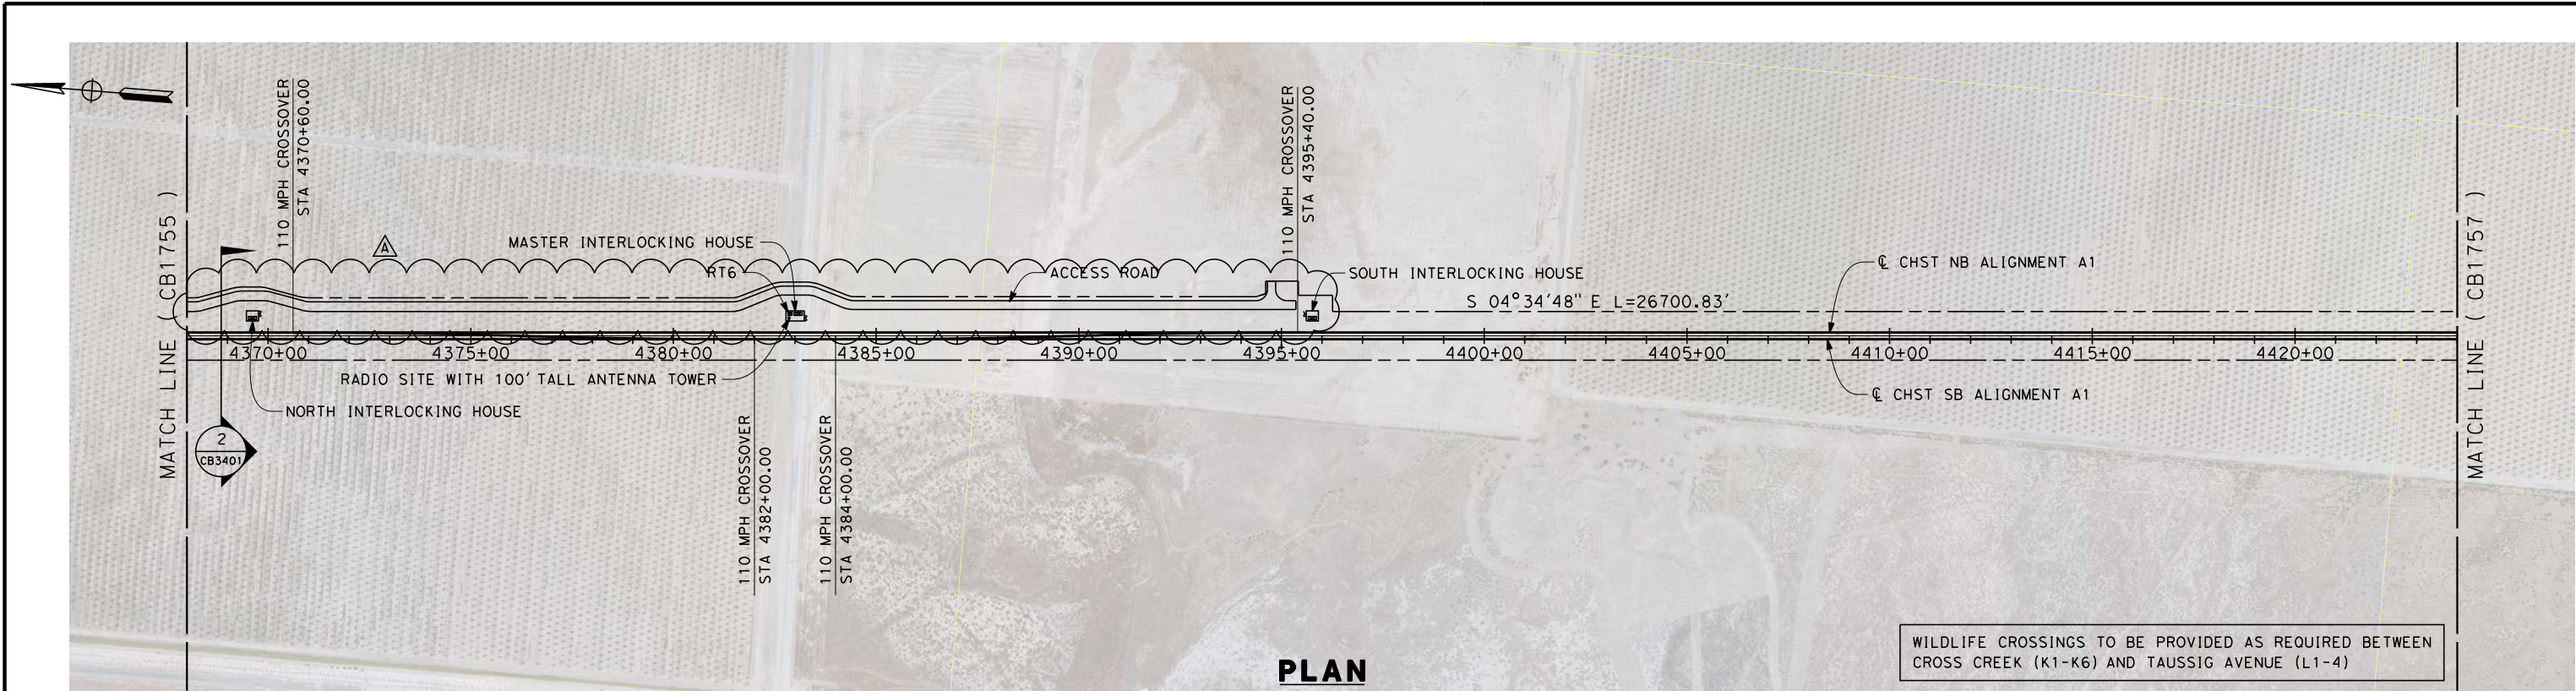 110 MPH CROSSOVER
STA 4370+60.00
110 MPH CROSSOVER
STA 4395+40.00
MATCH LINE ( CB1755 )
MATCH LINE ( CB1757 )
A
MASTER INTERLOCKING HOUSE
RT6
ACCESS ROAD
SOUTH INTERLOCKING HOUSE
℄ CHST NB ALIGNMENT A1
S 04°34'48" E L=26700.83'
4370+00
4375+00
4380+00
4385+00
4390+00
4395+00
4400+00
4405+00
4410+00
4415+00
4420+00
RADIO SITE WITH 100' TALL ANTENNA TOWER
NORTH INTERLOCKING HOUSE
℄ CHST SB ALIGNMENT A1
2
CB3401
110 MPH CROSSOVER
STA 4382+00.00
110 MPH CROSSOVER
STA 4384+00.00
WILDLIFE CROSSINGS TO BE PROVIDED AS REQUIRED BETWEEN
CROSS CREEK (K1-K6) AND TAUSSIG AVENUE (L1-4)
PLAN